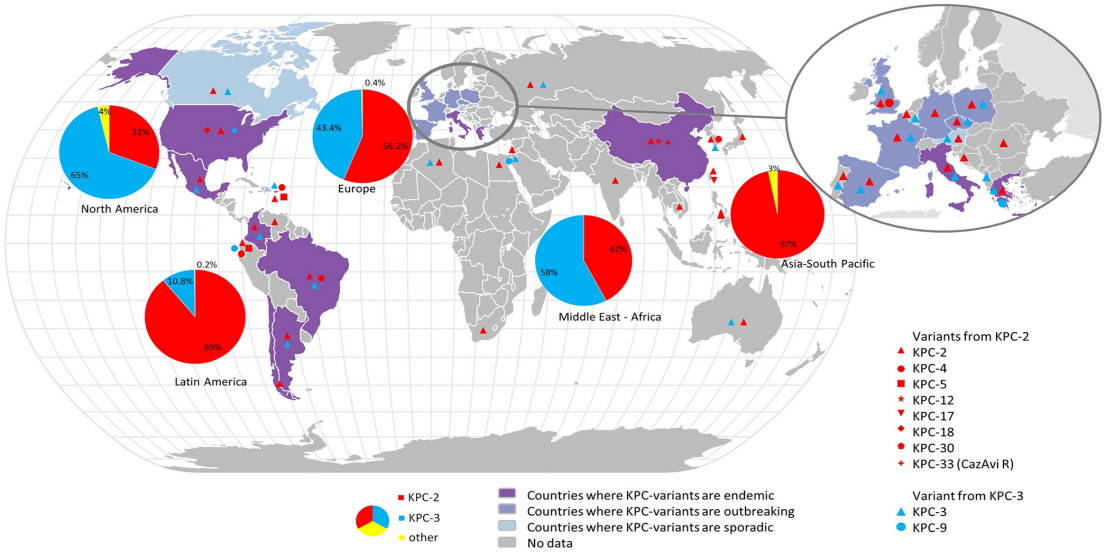 0.4%
4%
31%
65%
North America
43.4%
56.2%
Europe
3%
97%
Asia-South Pacific
0.2%
10.8%
89%
Latin America
42%
58%
Middle East - Africa
Variants from KPC-2
KPC-2
KPC-4
KPC-5
KPC-12
KPC-17
KPC-18
KPC-30
KPC-33 (CazAvi R)
Variant from KPC-3
KPC-3
KPC-9
KPC-2
KPC-3
other
Countries where KPC-variants are endemic
Countries where KPC-variants are outbreaking
Countries where KPC-variants are sporadic
No data